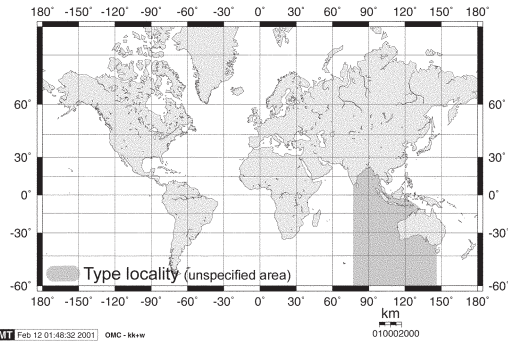 180˚ -150˚ -120˚ -90˚ -60˚ -30˚ 0˚ 30˚ 60˚ 90˚ 120˚ 150˚ 180˚
60˚ 60˚
30˚ 30˚
0˚ 0˚
-30˚ -30˚
Type locality (unspecified area)
-60˚ -60˚
180˚ -150˚ -120˚ -90˚ -60˚ -30˚ 0˚ 30˚ 60˚ 90˚ 120˚ 150˚ 180˚
km
010002000
MT Feb 12 01:48:32 2001 OMC - kk+w